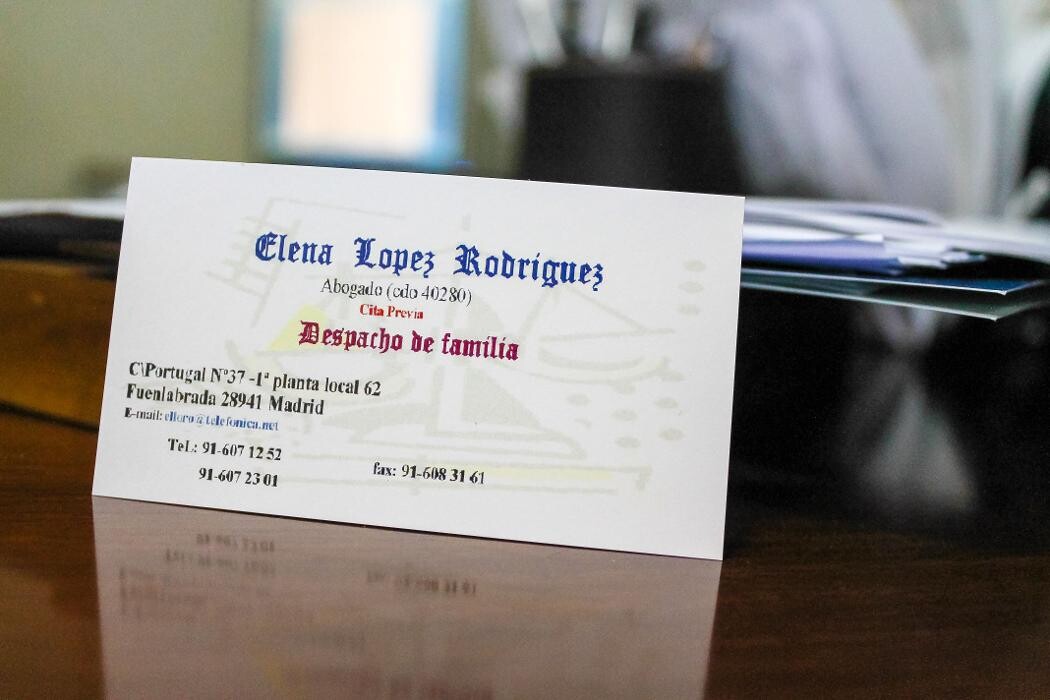 Elena Lopez Rodriguez
Abogado (cdo 40280)
Cita Previa
Despacho de familia
C\Portugal Nº37 -1ª planta local 62
Fuenlabrada 28941 Madrid
E-mail: elloro@telefonica.net
TeL.: 91-607 12 52
91-607 23 01
fax: 91-608 31 61